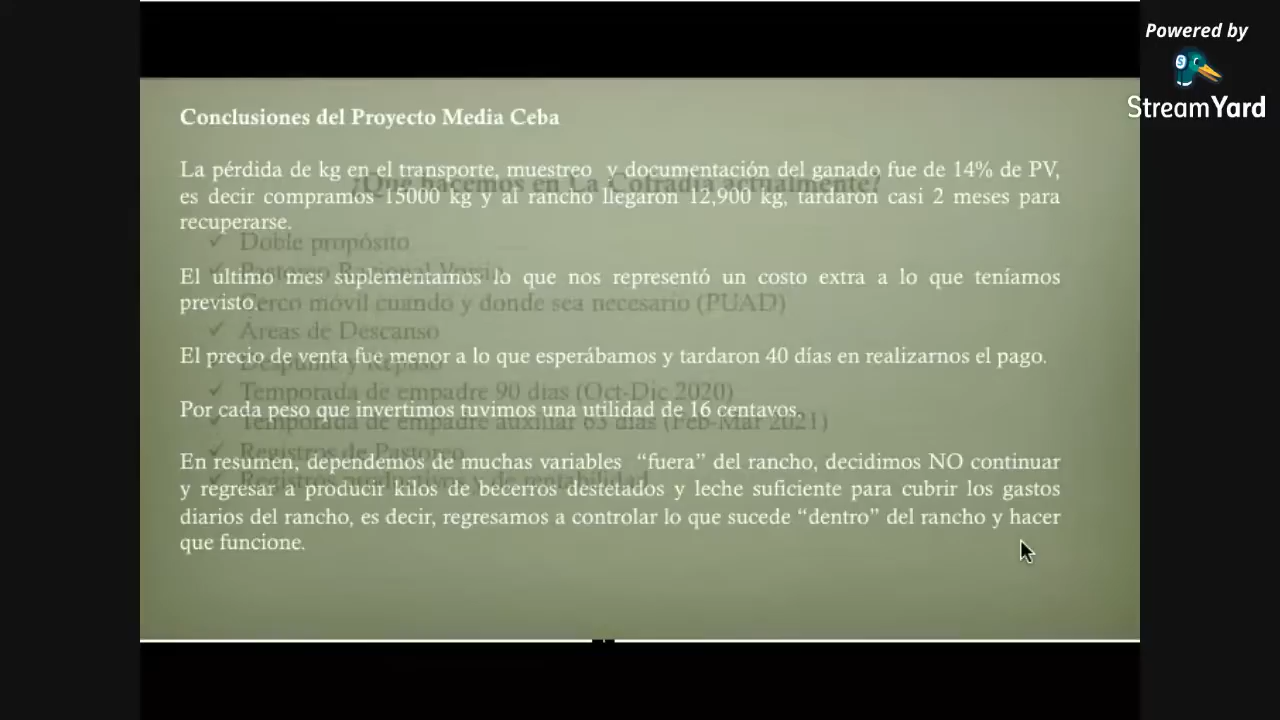 Powered by
StreamYard
Conclusiones del Proyecto Media Ceba
La pérdida de kg en el transporte, muestreo y documentación del ganado fue de 14% de PV,
¿Qué hacemos en La Cofradía actualmente?
es decir compramos 15000 kg y al rancho llegaron 12,900 kg, tardaron casi 2 meses para
recuperarse.
✓ Doble propósito
El último mes suplementamos lo que nos representó un costo extra a lo que teníamos
✓ Pastoreo Racional Voisin
previsto.
✓ Cerco móvil cuando y donde sea necesario (PUAD)
✓ Áreas de Descanso
El precio de venta fue menor a lo que esperábamos y tardaron 40 días en realizarnos el pago.
✓ Despunte y Repaso
✓ Temporada de empadre 90 días (Oct-Dic 2020)
Por cada peso que invertimos tuvimos una utilidad de 16 centavos.
✓ Temporada de empadre auxiliar 63 días (Feb-Mar 2021)
✓ Registros de Pastoreo
En resumen, dependemos de muchas variables “fuera” del rancho, decidimos NO continuar
✓ Registros productivos y de rentabilidad
y regresar a producir kilos de becerros destetados y leche suficiente para cubrir los gastos
diarios del rancho, es decir, regresamos a controlar lo que sucede “dentro” del rancho y hacer
que funcione.